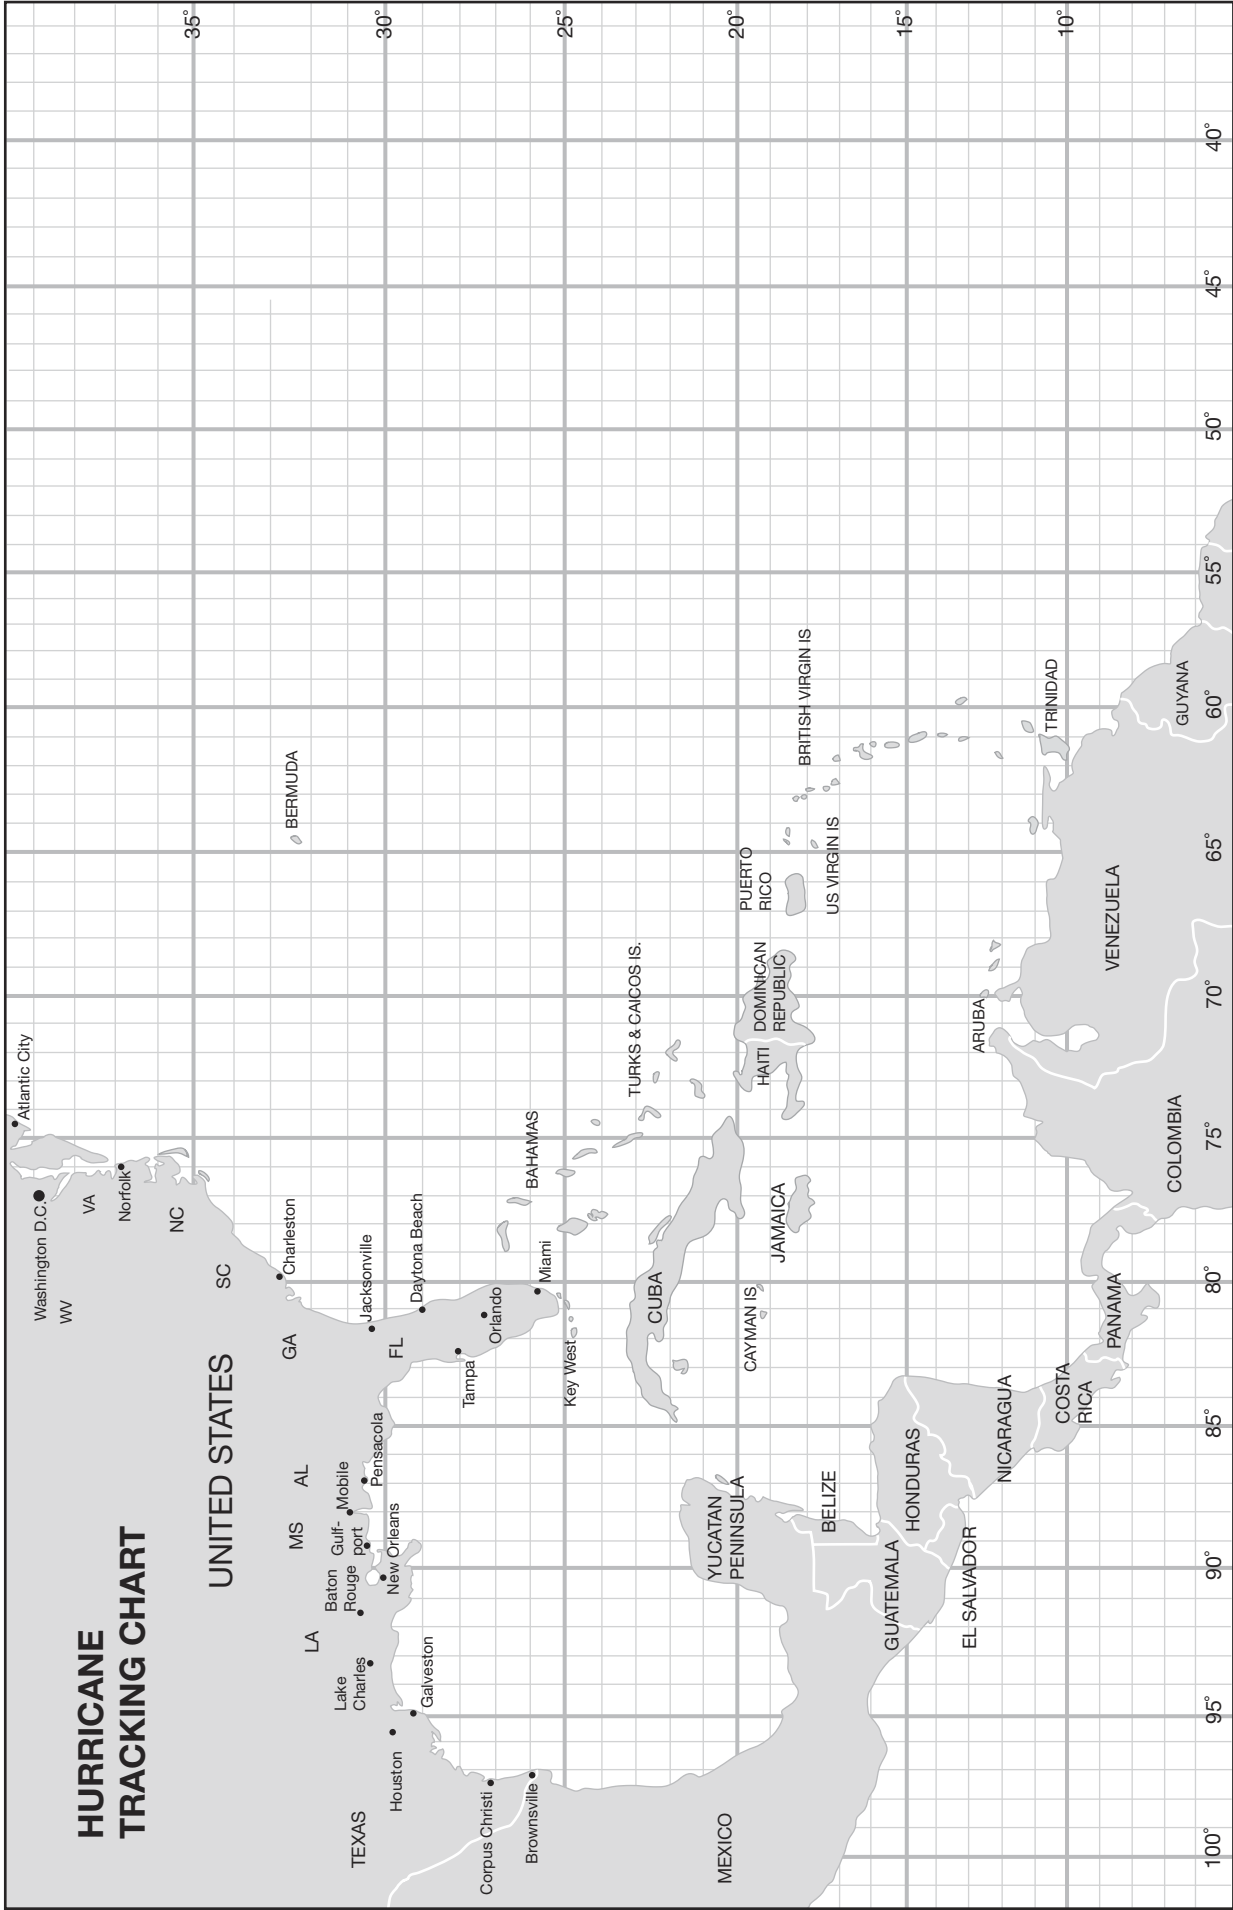 HURRICANE
TRACKING CHART
UNITED STATES
Washington D.C.
Atlantic City
WV
VA
Norfolk
NC
SC
Charleston
GA
Jacksonville
FL
Daytona Beach
Orlando
Tampa
Miami
Key West
AL
MS
LA
Mobile
Pensacola
Gulf-
port
New Orleans
Baton
Rouge
Lake
Charles
Galveston
Houston
TEXAS
Corpus Christi
Brownsville
MEXICO
BERMUDA
BAHAMAS
TURKS & CAICOS IS.
CUBA
CAYMAN IS
JAMAICA
HAITI
DOMINICAN
REPUBLIC
PUERTO
RICO
US VIRGIN IS
BRITISH VIRGIN IS
TRINIDAD
ARUBA
YUCATAN
PENINSULA
BELIZE
GUATEMALA
HONDURAS
EL SALVADOR
NICARAGUA
COSTA
RICA
PANAMA
COLOMBIA
VENEZUELA
GUYANA
35°
30°
25°
20°
15°
10°
100°
95°
90°
85°
80°
75°
70°
65°
60°
55°
50°
45°
40°